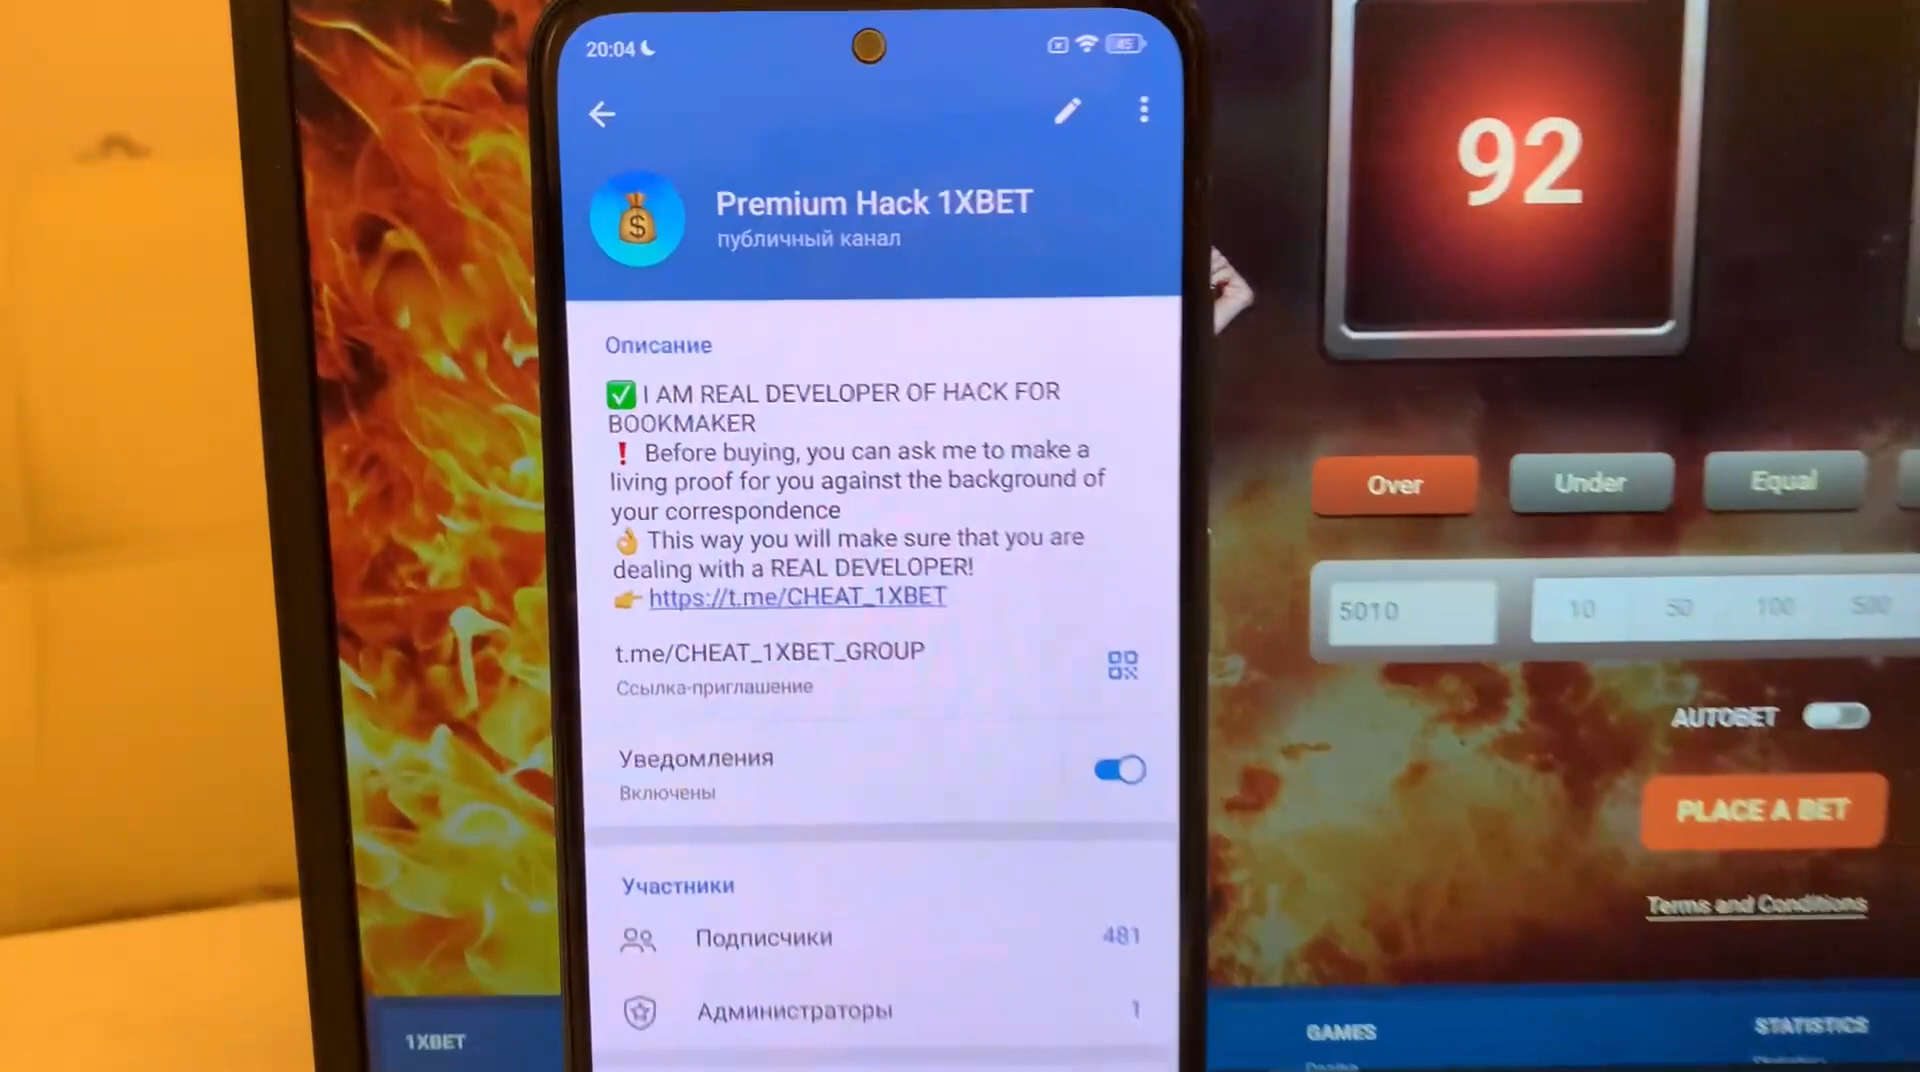 20:04
45
Premium Hack 1XBET
публичный канал
Описание
✅ I AM REAL DEVELOPER OF HACK FOR
BOOKMAKER
❗ Before buying, you can ask me to make a
living proof for you against the background of
your correspondence
👌 This way you will make sure that you are
dealing with a REAL DEVELOPER!
👉 https://t.me/CHEAT_1XBET
t.me/CHEAT_1XBET_GROUP
Ссылка-приглашение
Уведомления
Включены
Участники
Подписчики 481
Администраторы 1
92
Over Under Equal
5010 10 50 100 500
AUTOBET
PLACE A BET
Terms and Conditions
1XBET GAMES STATISTICS